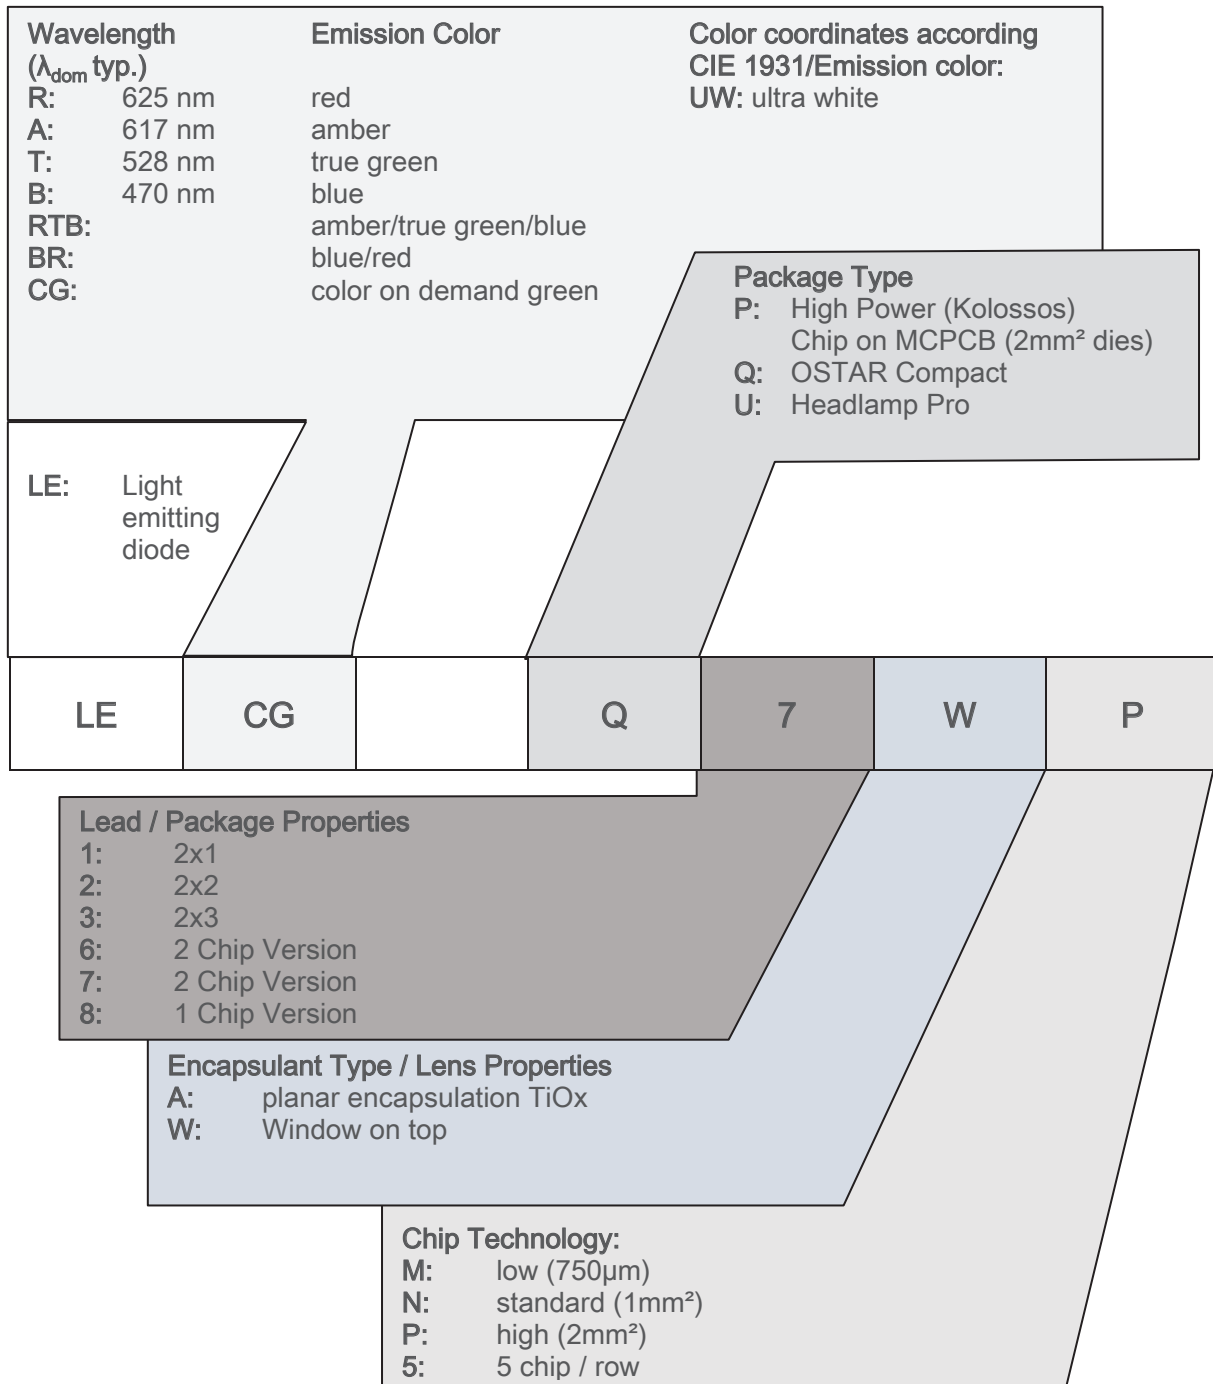 Wavelength Emission Color Color coordinates according
(λdom typ.) CIE 1931/Emission color:
R: 625 nm red UW: ultra white
A: 617 nm amber
T: 528 nm true green
B: 470 nm blue
RTB: amber/true green/blue
BR: blue/red
CG: color on demand green
Package Type
P: High Power (Kolossos)
Chip on MCPCB (2mm² dies)
Q: OSTAR Compact
U: Headlamp Pro
LE: Light
emitting
diode
LE CG Q 7 W P
Lead / Package Properties
1: 2x1
2: 2x2
3: 2x3
6: 2 Chip Version
7: 2 Chip Version
8: 1 Chip Version
Encapsulant Type / Lens Properties
A: planar encapsulation TiOx
W: Window on top
Chip Technology:
M: low (750µm)
N: standard (1mm²)
P: high (2mm²)
5: 5 chip / row